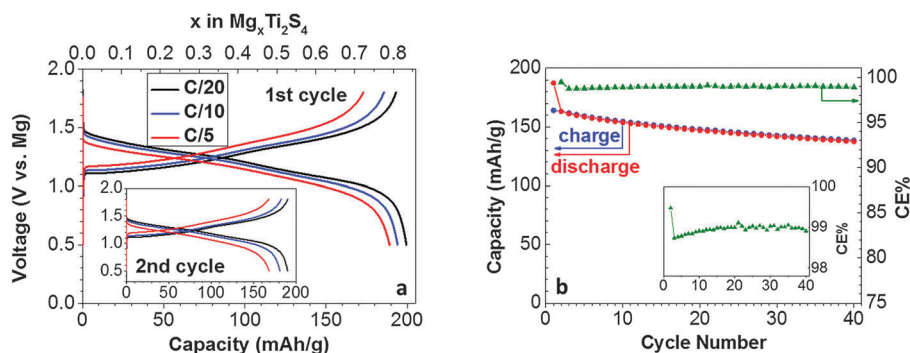 x in MgxTi2S4
0.0 0.1 0.2 0.3 0.4 0.5 0.6 0.7 0.8
2.0
1.5
1.0
0.5
0.0
Voltage (V vs. Mg)
C/20
C/10
C/5
1st cycle
2.0
1.5
1.0
0.5
0 50 100 150 200
2nd cycle
a
0 50 100 150 200
Capacity (mAh/g)
200
150
100
50
0
Capacity (mAh/g)
charge
discharge
100
99
98
CE%
0 10 20 30 40
b
0 10 20 30 40
Cycle Number
100
95
90
85
80
75
CE%